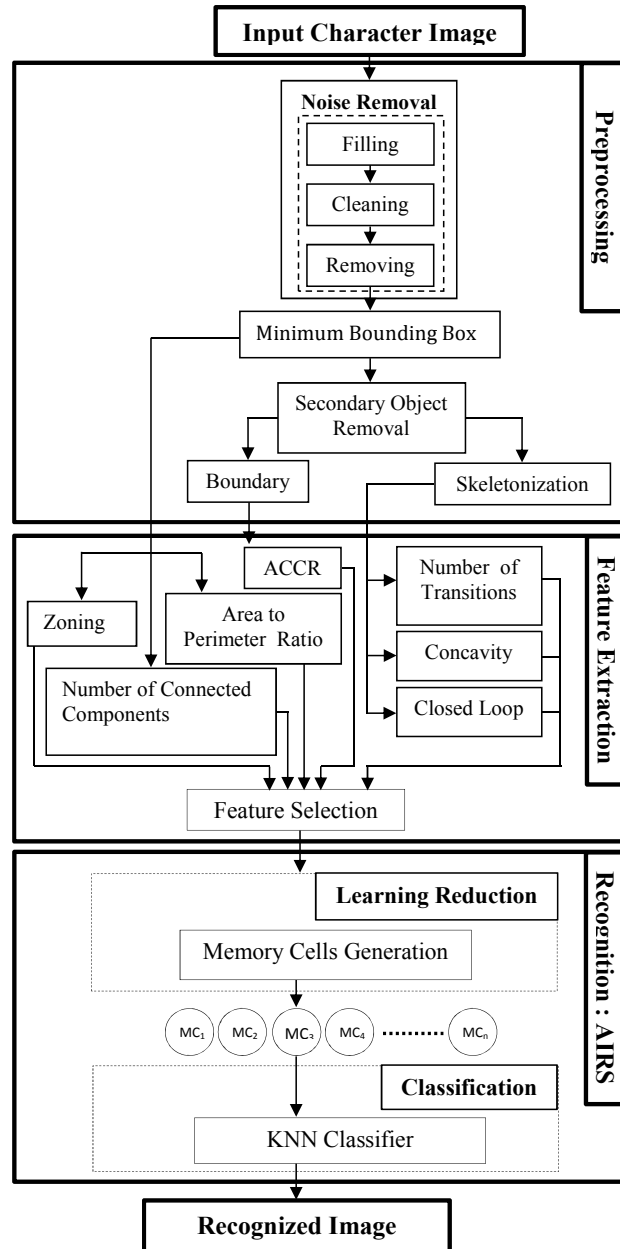 Input Character Image
Preprocessing
Noise Removal
Filling
Cleaning
Removing
Minimum Bounding Box
Secondary Object
Removal
Boundary
Skeletonization
Feature Extraction
ACCR
Number of
Transitions
Zoning
Area to
Perimeter Ratio
Concavity
Number of Connected
Components
Closed Loop
Feature Selection
Recognition : AIRS
Learning Reduction
Memory Cells Generation
MC1 MC2 MC3 MC4 .......... MCn
Classification
KNN Classifier
Recognized Image